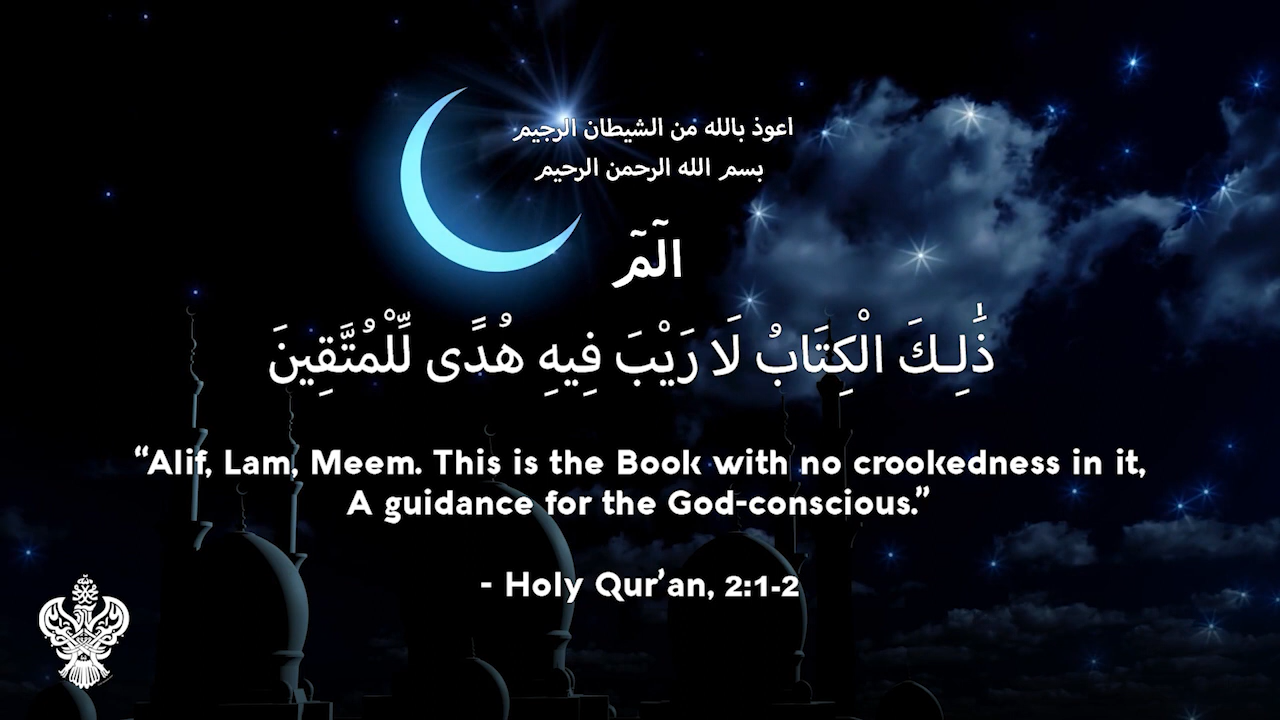 اعوذ بالله من الشيطان الرجيم
بسم الله الرحمن الرحيم
الٓمٓ
ذَٰلِـكَ الْكِتَابُ لَا رَيْبَ فِيهِ هُدًى لِّلْمُتَّقِينَ
“Alif, Lam, Meem. This is the Book with no crookedness in it,
A guidance for the God-conscious.”
- Holy Qur’an, 2:1-2